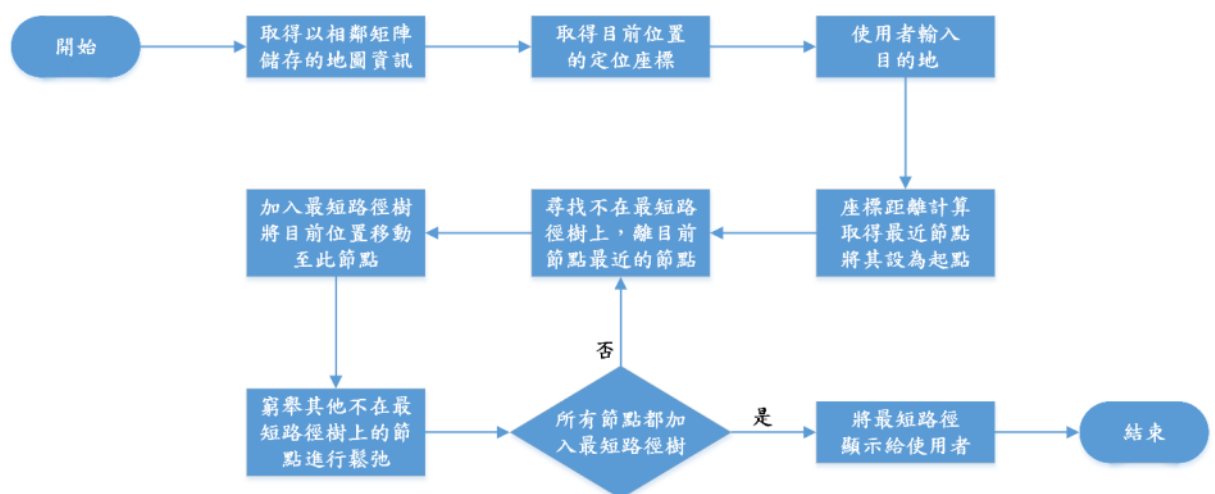 開始
取得以相鄰矩陣
儲存的地圖資訊
取得目前位置
的定位座標
使用者輸入
目的地
座標距離計算
取得最近節點
將其設為起點
尋找不在最短路
徑樹上，離目前
節點最近的節點
加入最短路徑樹
將目前位置移動
至此節點
窮舉其他不在最
短路徑樹上的節
點進行鬆弛
所有節點都加
入最短路徑樹
否
是
將最短路徑
顯示給使用者
結束